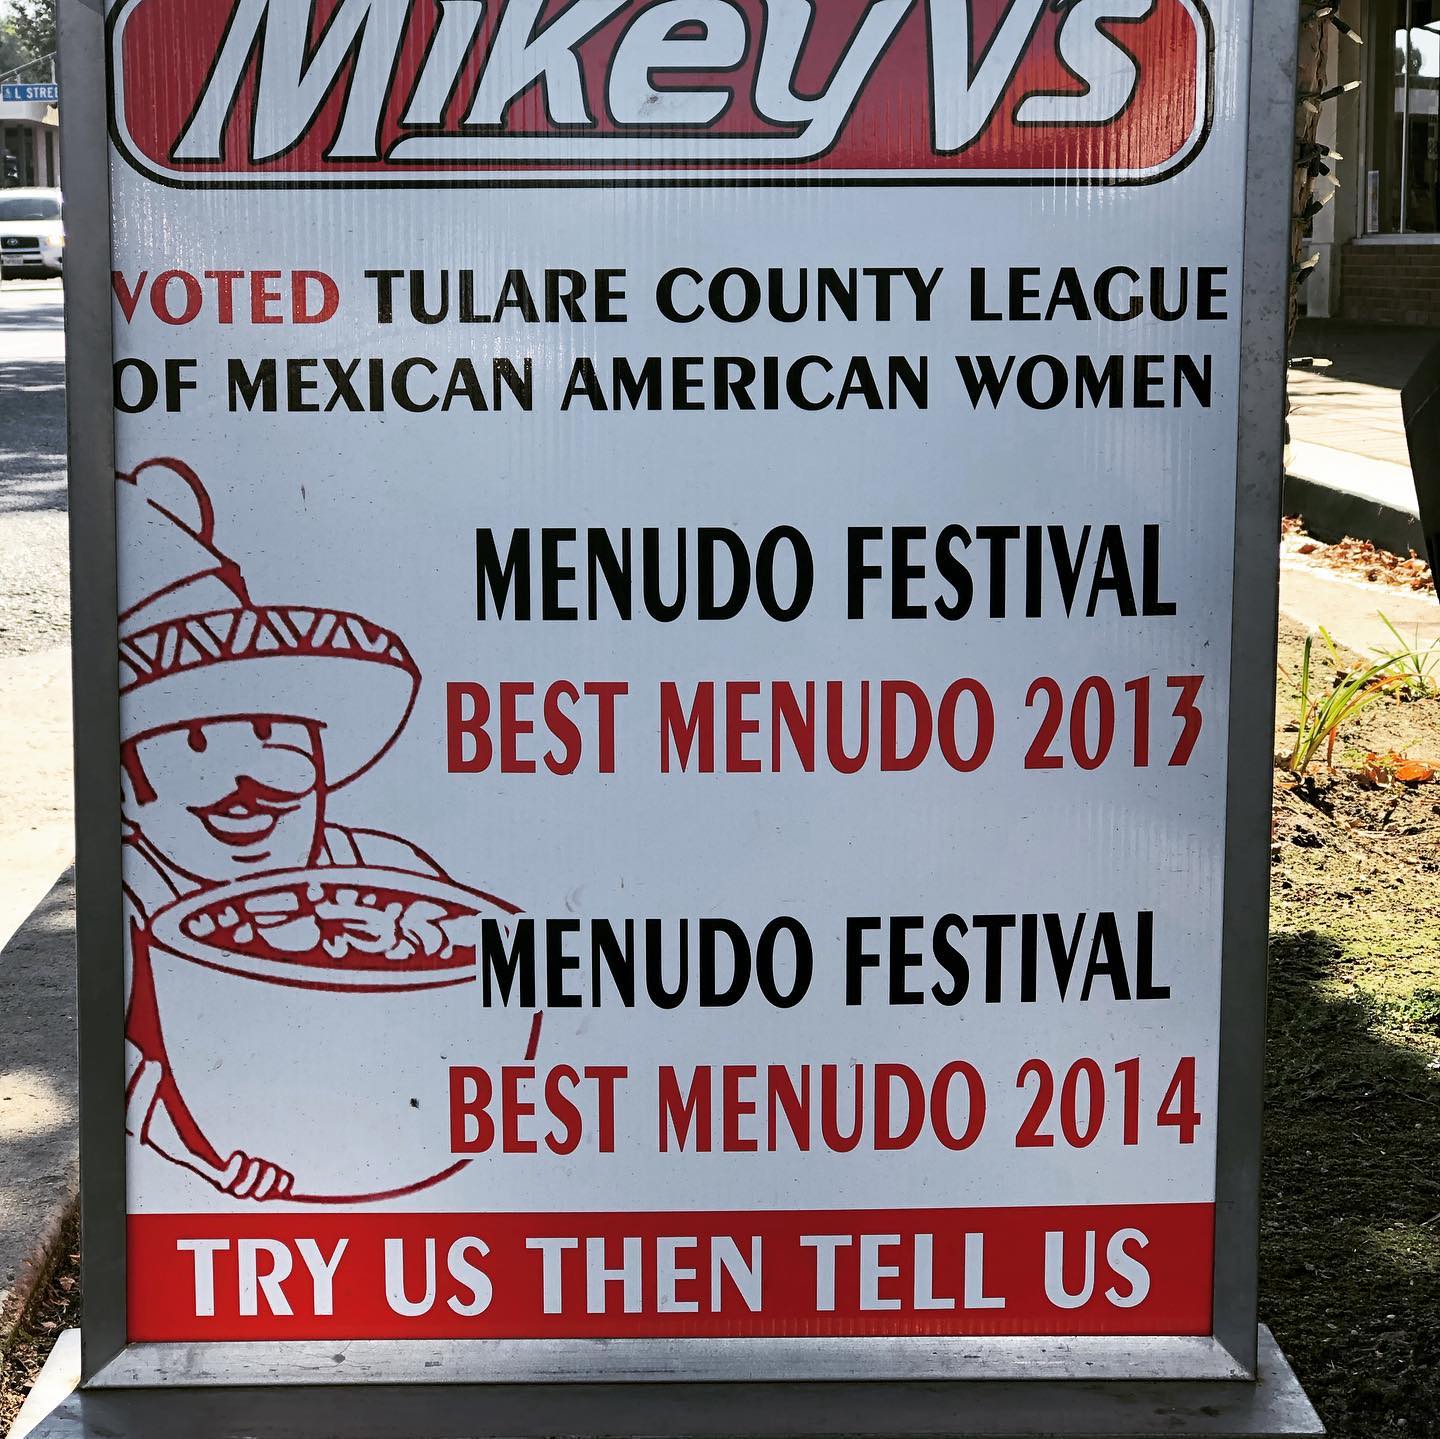 MiKeyVs
L STREE
VOTED TULARE COUNTY LEAGUE
OF MEXICAN AMERICAN WOMEN
MENUDO FESTIVAL
BEST MENUDO 2013
MENUDO FESTIVAL
BEST MENUDO 2014
TRY US THEN TELL US